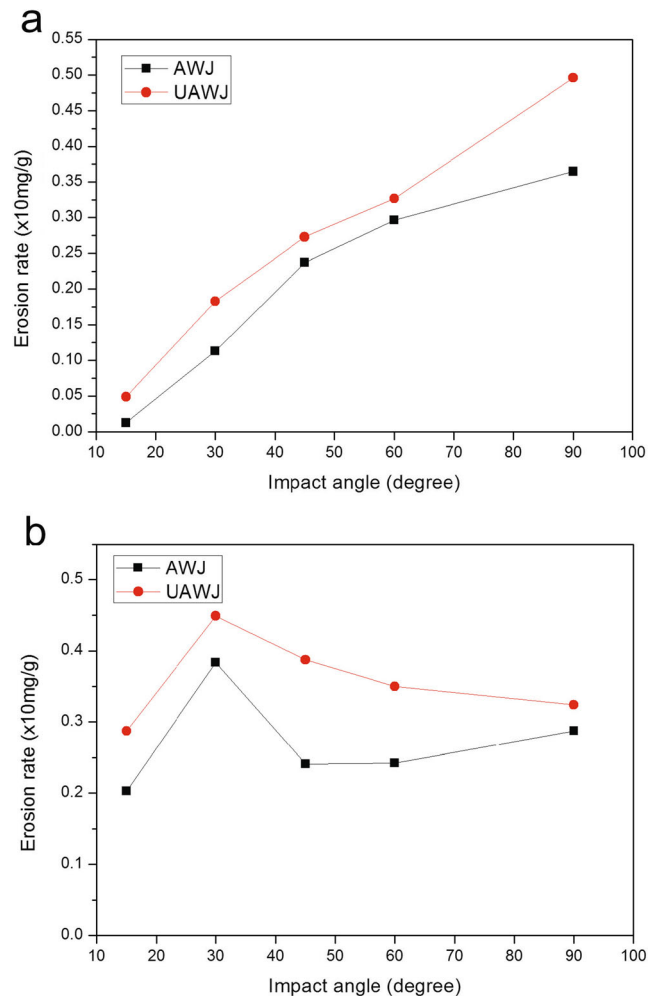 a
0.55
0.50
0.45
0.40
0.35
0.30
0.25
0.20
0.15
0.10
0.05
0.00
Erosion rate (x10mg/g)
AWJ
UAWJ
10 20 30 40 50 60 70 80 90 100
Impact angle (degree)
b
0.5
0.4
0.3
0.2
0.1
0.0
Erosion rate (x10mg/g)
AWJ
UAWJ
10 20 30 40 50 60 70 80 90 100
Impact angle (degree)